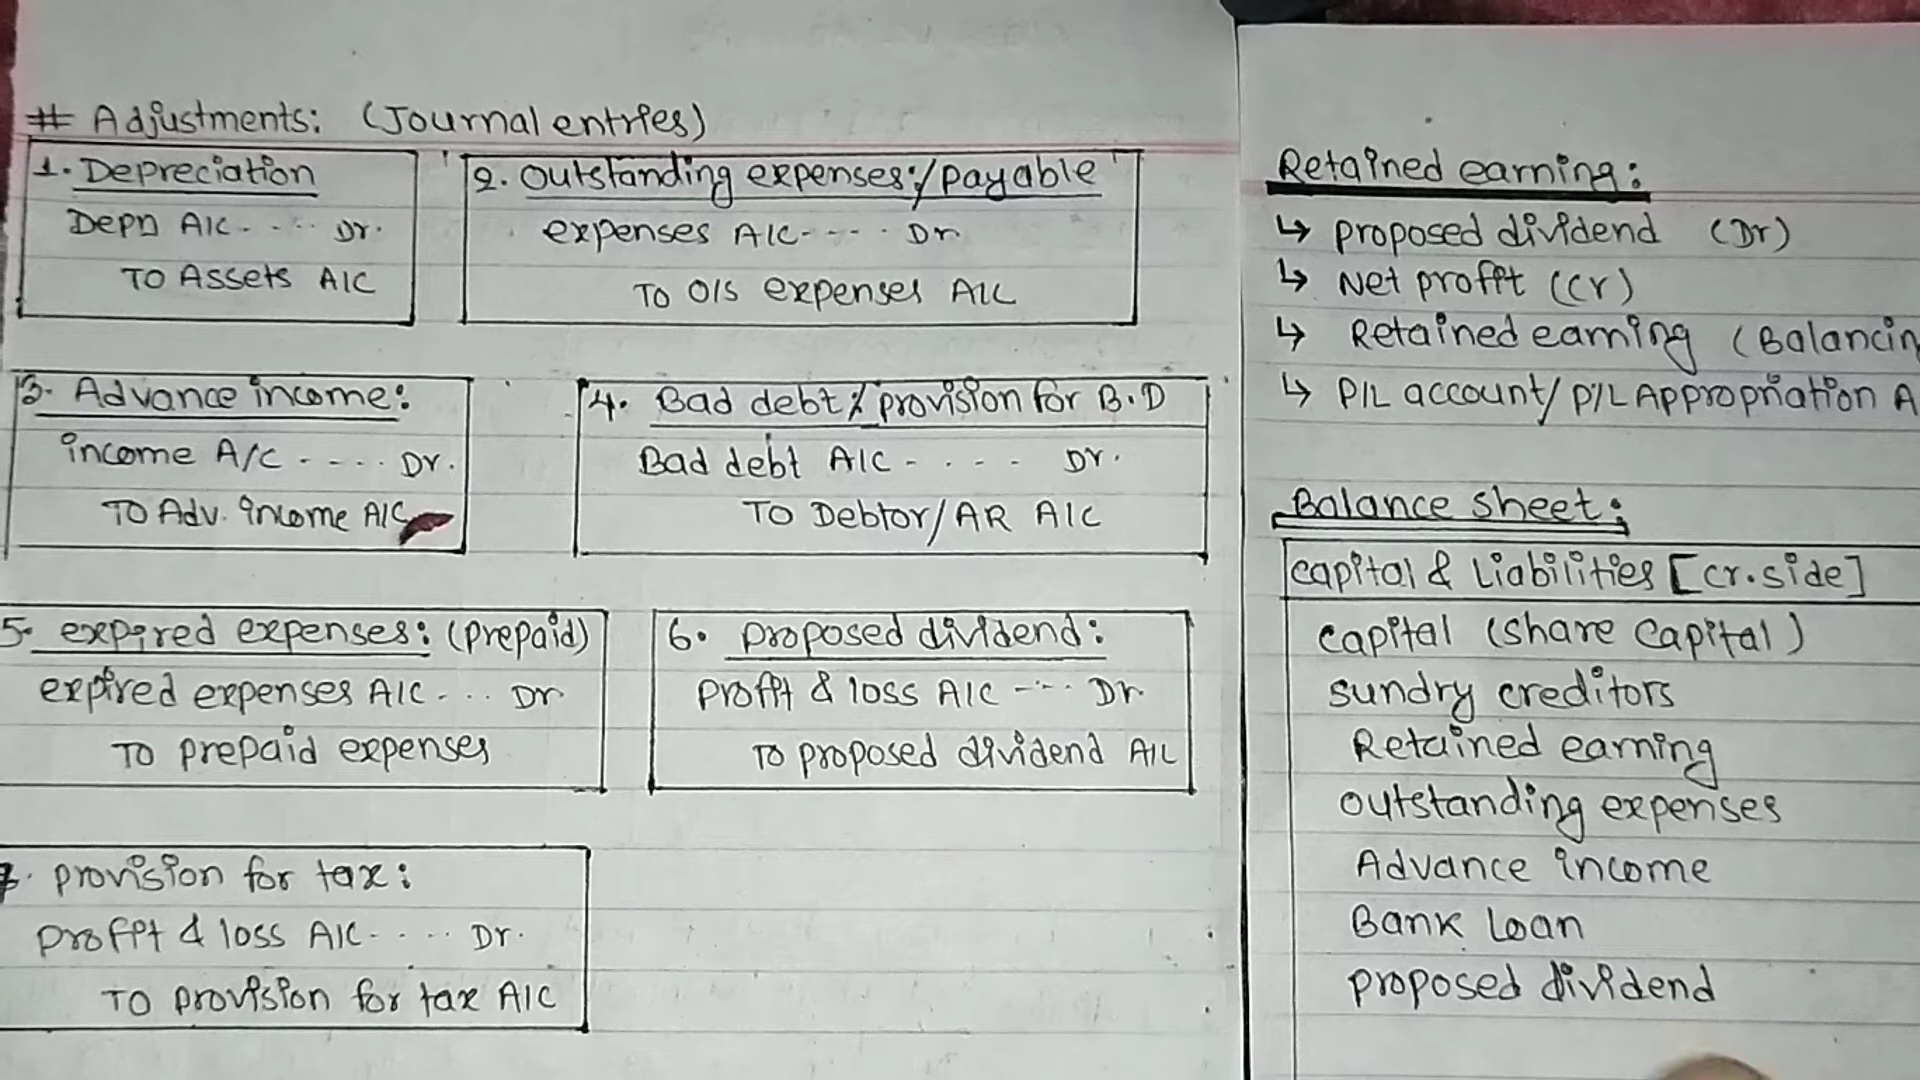 # Adjustments: (Journal entries)
1. Depreciation
Depn A/C - - - - Dr.
To Assets A/C
2. Outstanding expenses:/payable
expenses A/C - - - - Dr.
To O/S expenses A/C
3. Advance income:
income A/C - - - - Dr.
To Adv. income A/C
4. Bad debt & provision for B.D
Bad debt A/C - - - - Dr.
To Debtor/AR A/C
5. expired expenses: (prepaid)
expired expenses A/C - - - Dr.
To prepaid expenses
6. proposed dividend:
profit & loss A/C - - - Dr.
To proposed dividend A/C
provision for tax:
profit & loss A/C - - - - Dr.
To provision for tax A/C
Retained earning:
↳ proposed dividend (Dr)
↳ Net profit (Cr)
↳ Retained earning (Balancin
↳ P/L account/P/L Appropriation A
Balance sheet:
capital & Liabilities [cr.side]
capital (share capital)
sundry creditors
Retained earning
outstanding expenses
Advance income
Bank Loan
proposed dividend